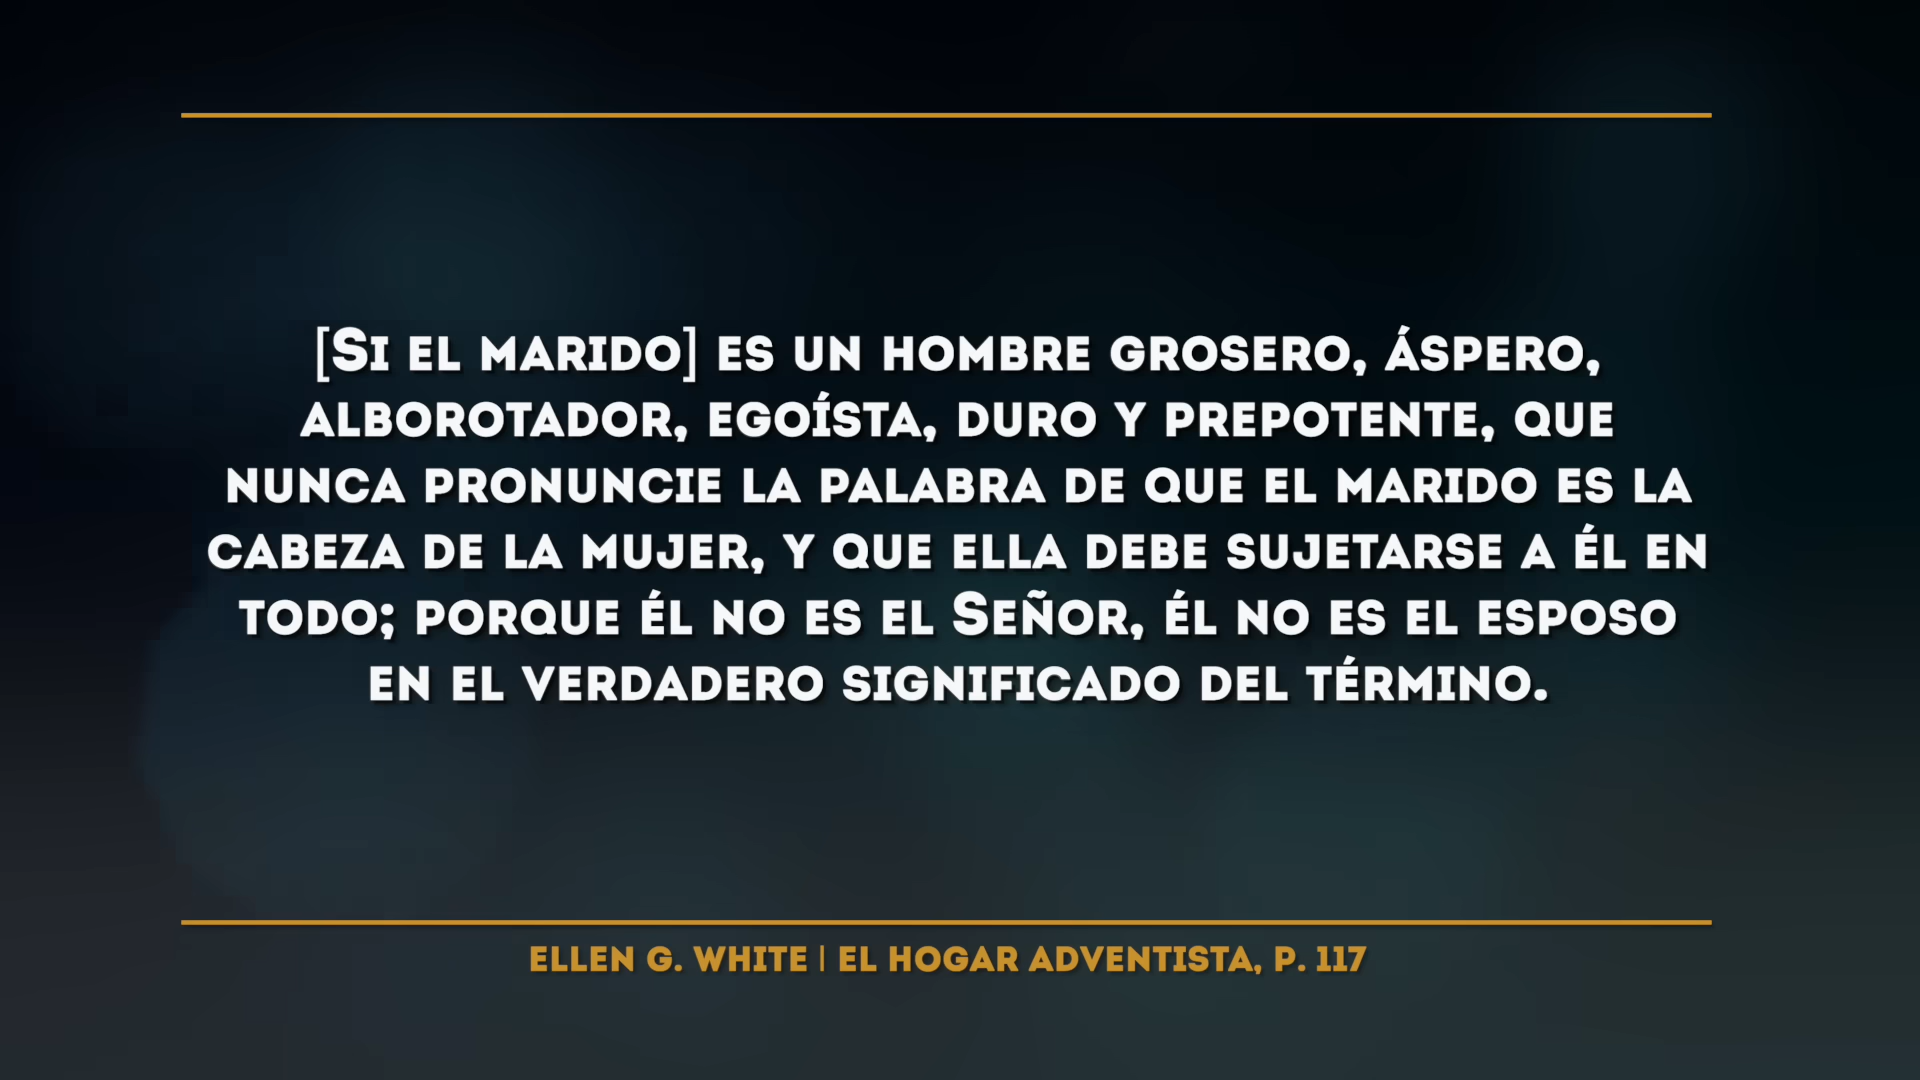 [Si el marido] es un hombre grosero, áspero,
alborotador, egoísta, duro y prepotente, que
nunca pronuncie la palabra de que el marido es la
cabeza de la mujer, y que ella debe sujetarse a él en
todo; porque él no es el Señor, él no es el esposo
en el verdadero significado del término.
ELLEN G. WHITE | EL HOGAR ADVENTISTA, P. 117